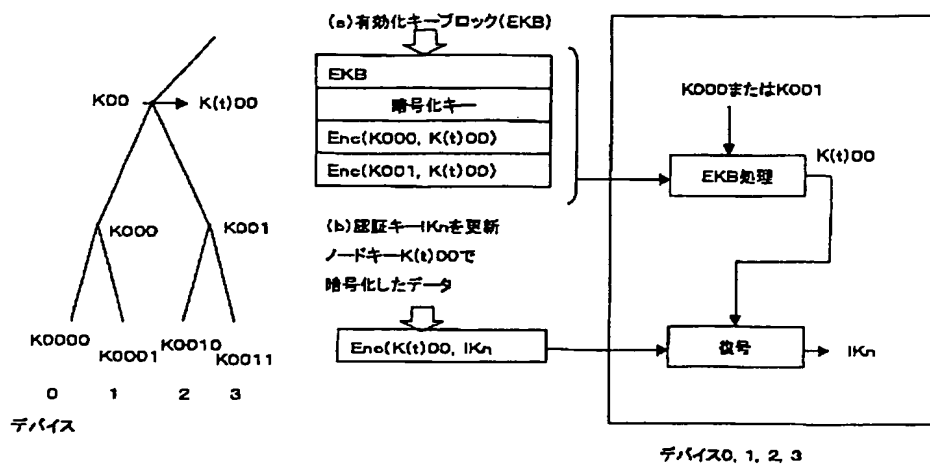 K00
K(t)00
K000
K001
K0000
K0001
K0010
K0011
0 1 2 3
デバイス
(a)有効化キーブロック(EKB)
EKB
暗号化キー
Enc(K000, K(t)00)
Enc(K001, K(t)00)
(b)認証キーIKnを更新
ノードキーK(t)00で
暗号化したデータ
Enc(K(t)00, IKn
K000またはK001
EKB処理
K(t)00
復号
IKn
デバイス0, 1, 2, 3